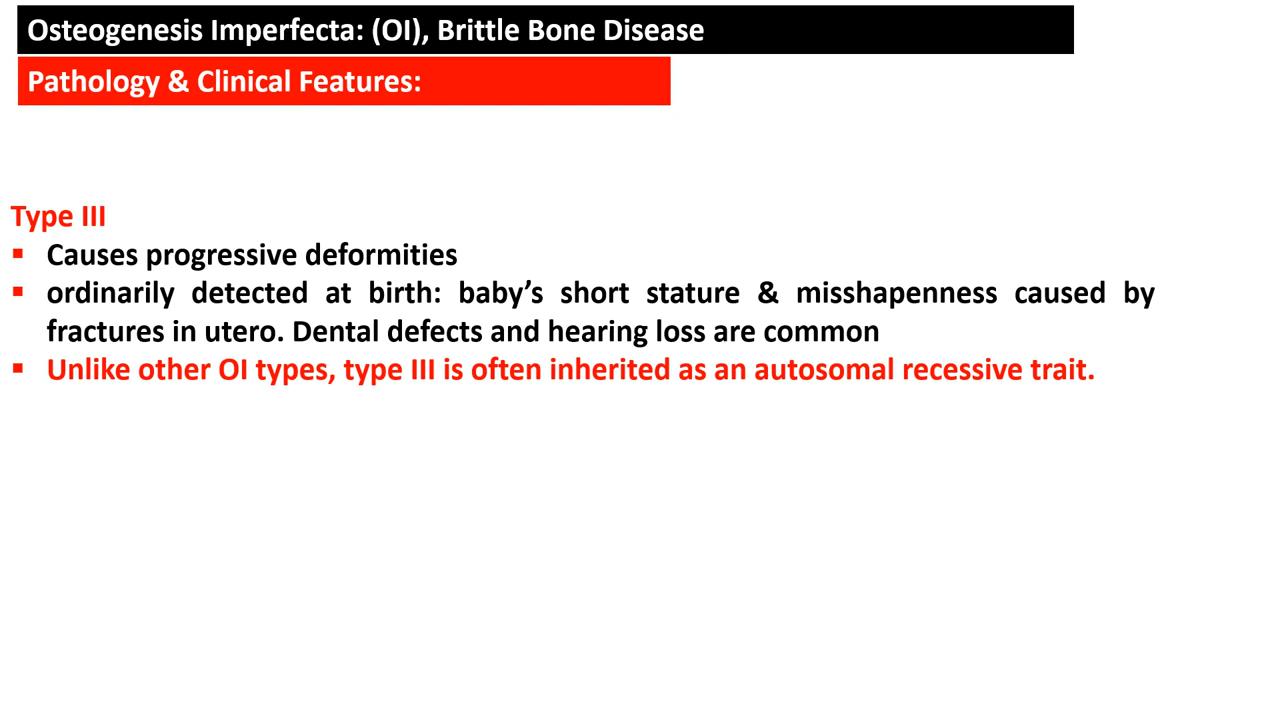 Osteogenesis Imperfecta: (OI), Brittle Bone Disease
Pathology & Clinical Features:
Type III
▪ Causes progressive deformities
▪ ordinarily detected at birth: baby’s short stature & misshapenness caused by
fractures in utero. Dental defects and hearing loss are common
▪ Unlike other OI types, type III is often inherited as an autosomal recessive trait.